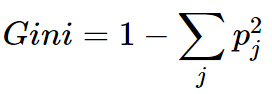 Gini = 1 − ∑_j p_j^2